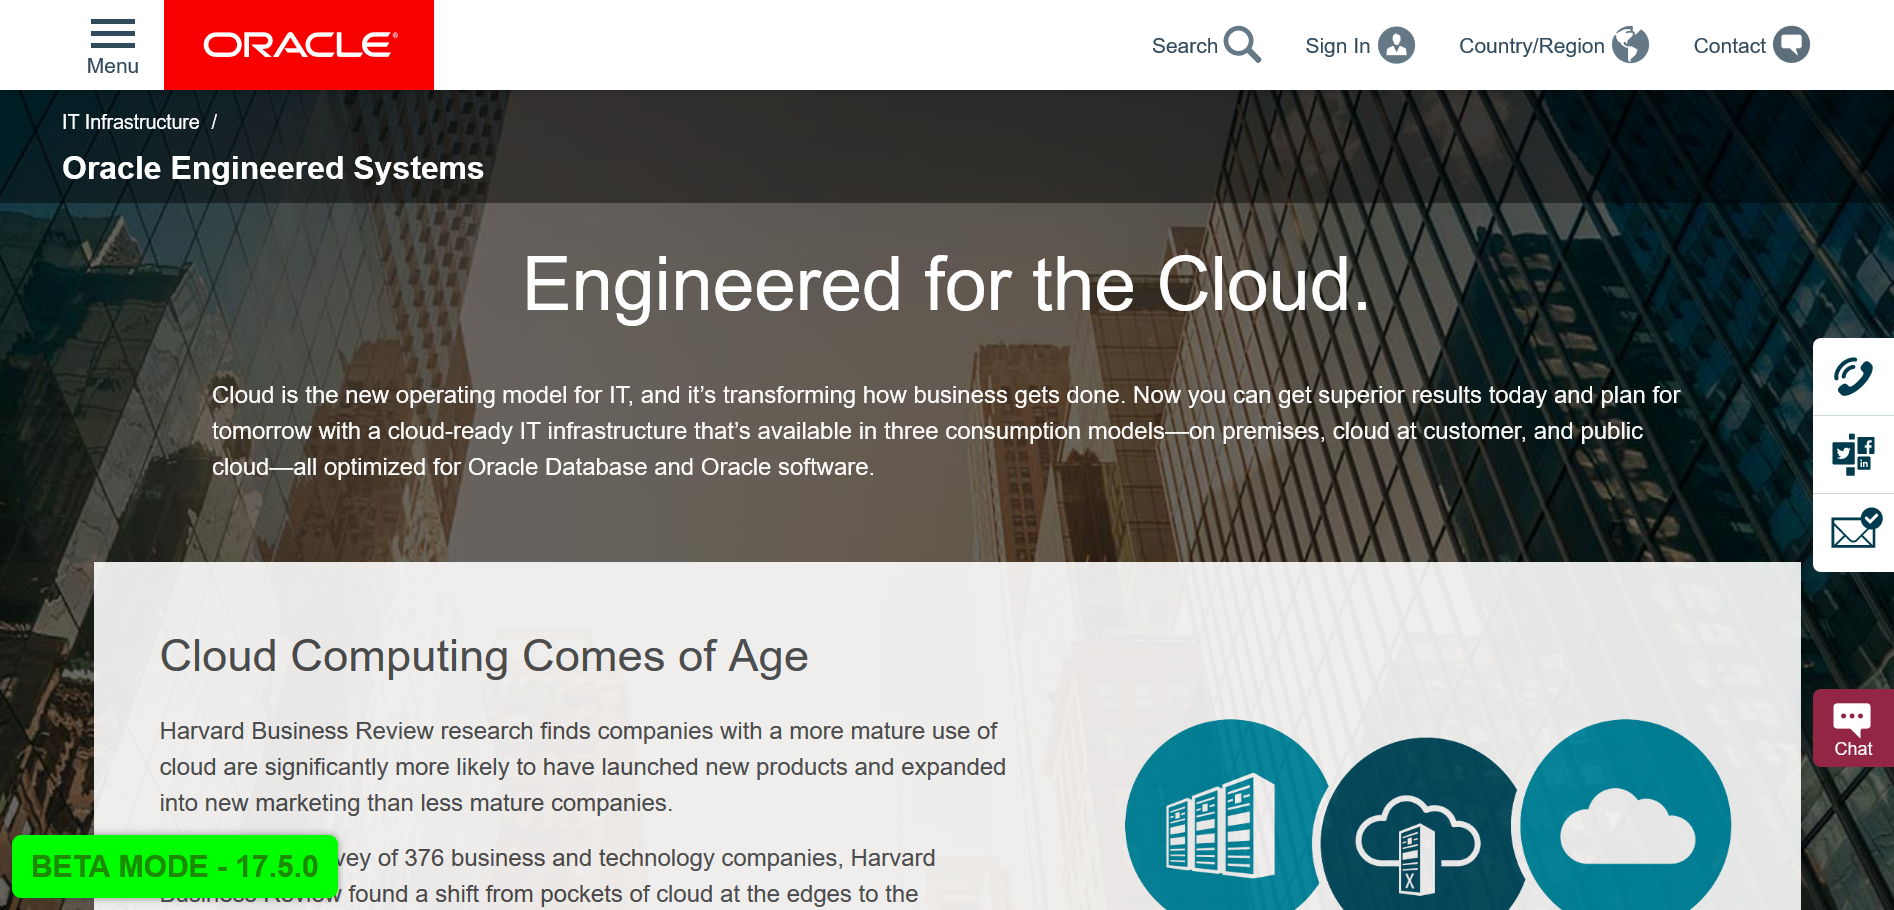 Menu
ORACLE®
Search
Sign In
Country/Region
Contact
IT Infrastructure /
Oracle Engineered Systems
Engineered for the Cloud.
Cloud is the new operating model for IT, and it’s transforming how business gets done. Now you can get superior results today and plan for
tomorrow with a cloud-ready IT infrastructure that’s available in three consumption models—on premises, cloud at customer, and public
cloud—all optimized for Oracle Database and Oracle software.
in
Cloud Computing Comes of Age
Harvard Business Review research finds companies with a more mature use of
cloud are significantly more likely to have launched new products and expanded
into new marketing than less mature companies.
Chat
of 376 business and technology companies, Harvard
Business Review found a shift from pockets of cloud at the edges to the
BETA MODE - 17.5.0
X